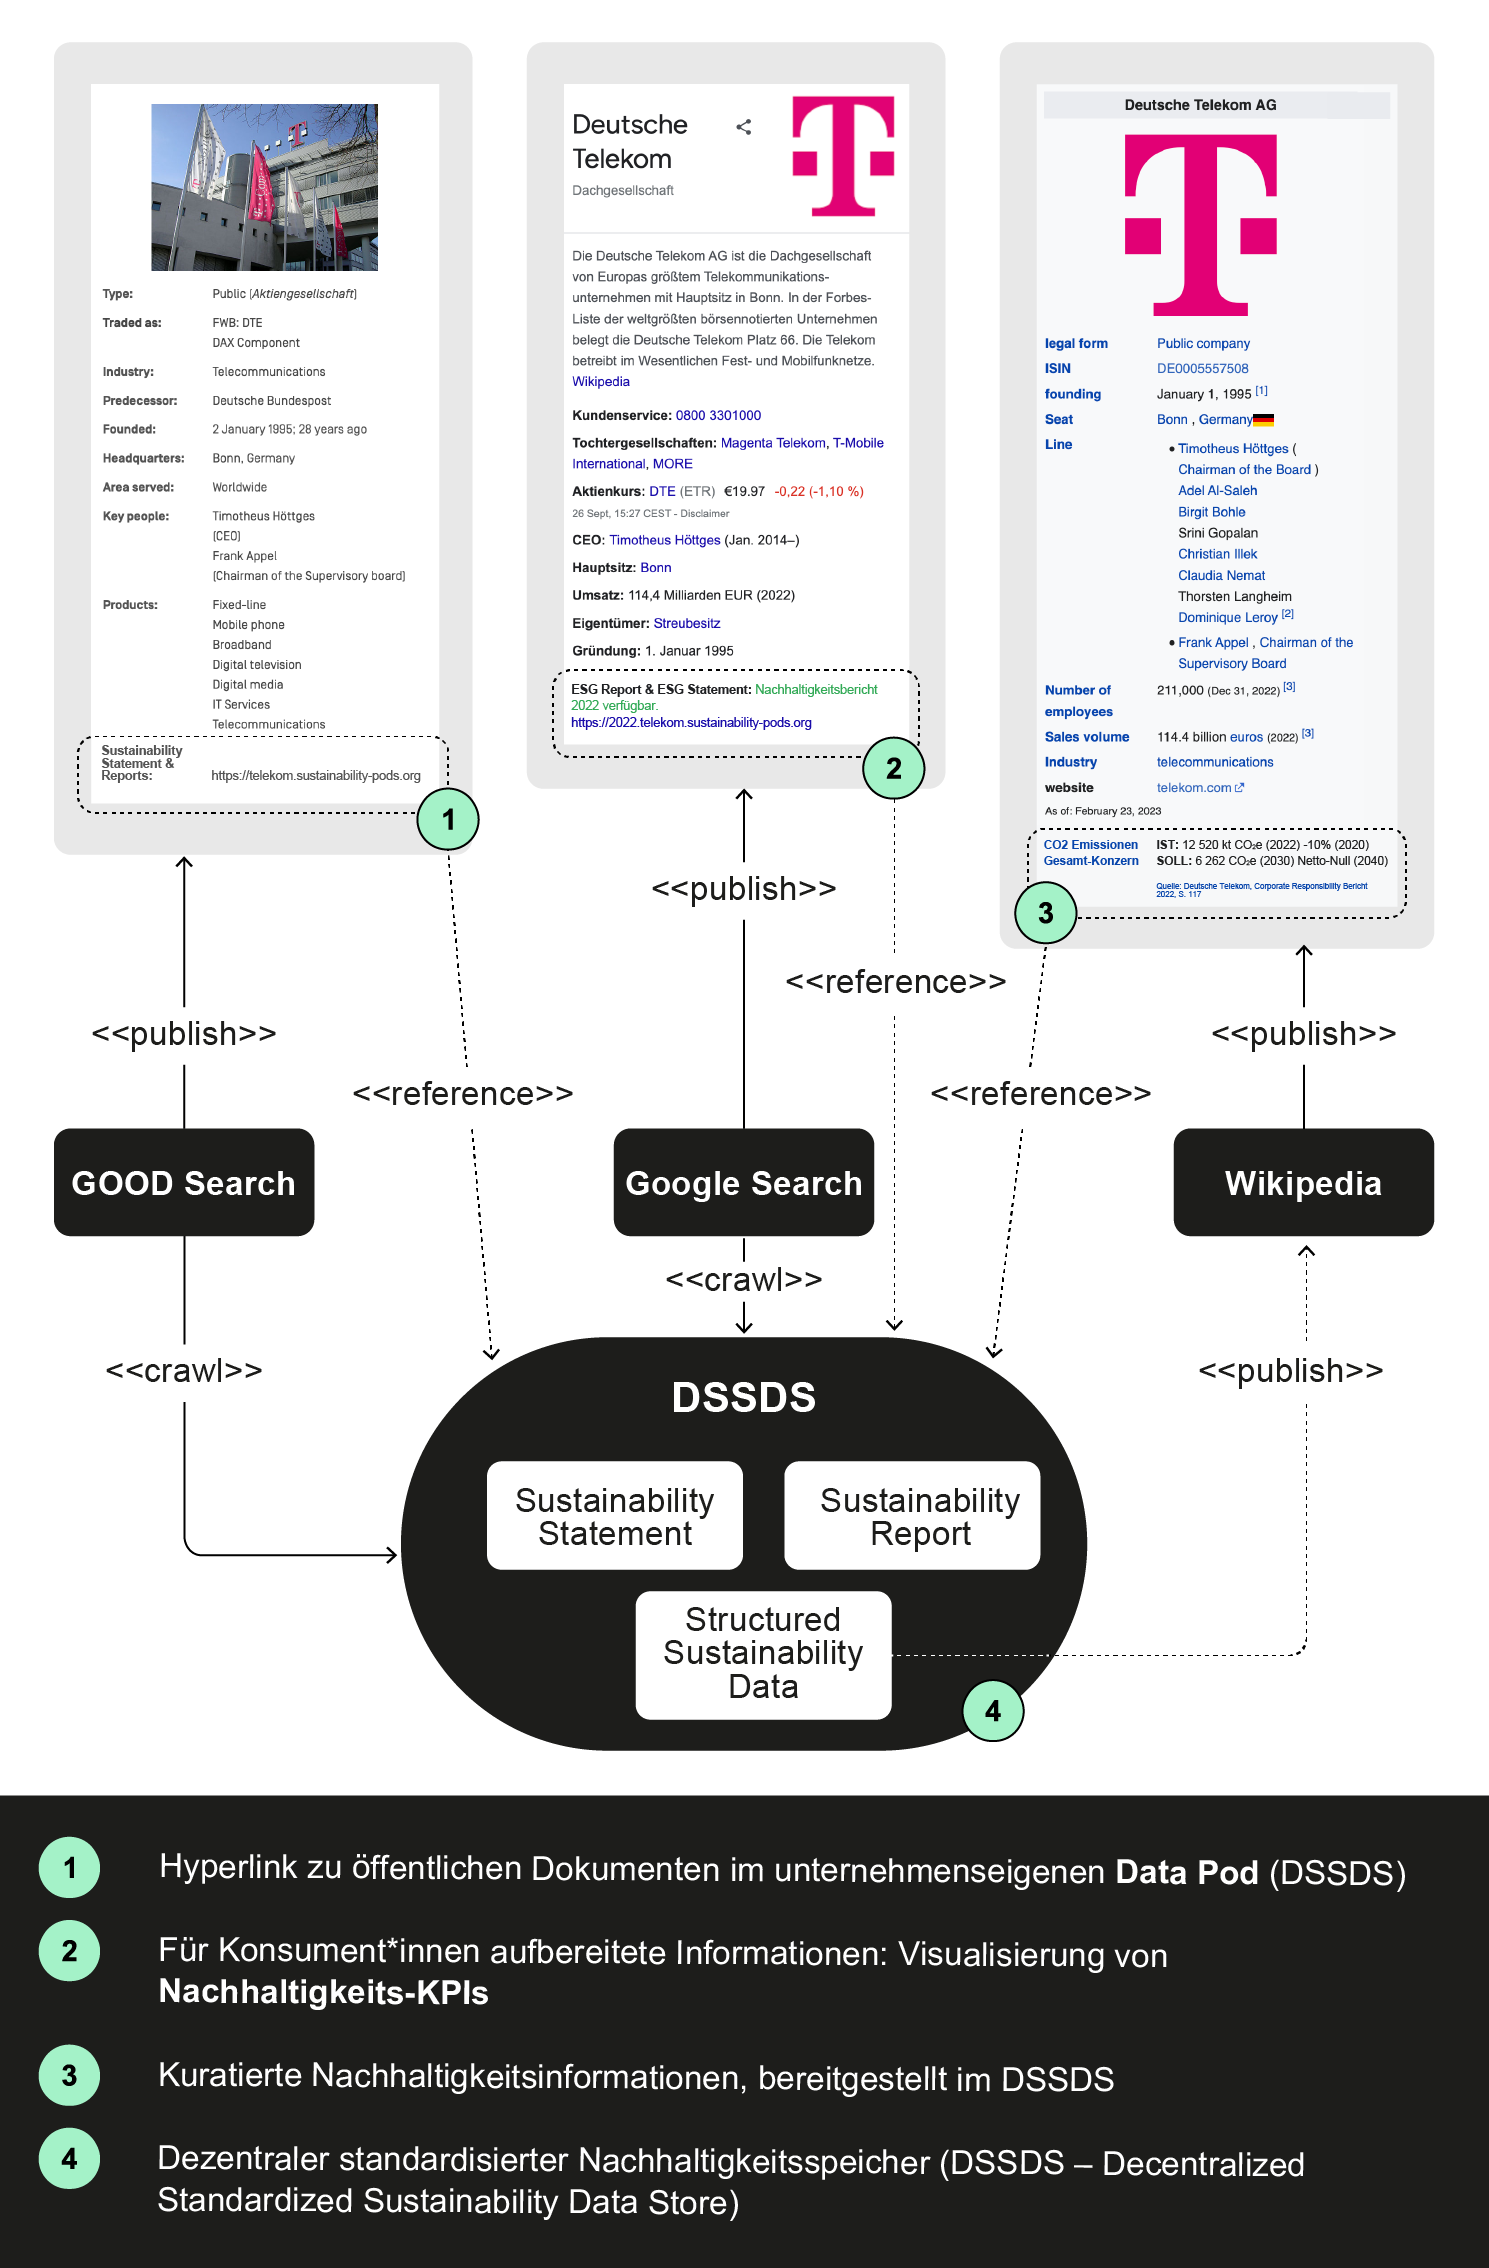 Type: Public (Aktiengesellschaft)
Traded as: FWB: DTE
DAX Component
Industry: Telecommunications
Predecessor: Deutsche Bundespost
Founded: 2 January 1995; 28 years ago
Headquarters: Bonn, Germany
Area served: Worldwide
Key people: Timotheus Höttges
(CEO)
Frank Appel
(Chairman of the Supervisory board)
Products: Fixed-line
Mobile phone
Broadband
Digital television
Digital media
IT Services
Telecommunications
Sustainability
Statement &
Reports: https://telekom.sustainability-pods.org
1
Deutsche
Telekom
Dachgesellschaft
Die Deutsche Telekom AG ist die Dachgesellschaft
von Europas größtem Telekommunikations-
unternehmen mit Hauptsitz in Bonn. In der Forbes-
Liste der weltgrößten börsennotierten Unternehmen
belegt die Deutsche Telekom Platz 66. Die Telekom
betreibt im Wesentlichen Fest- und Mobilfunknetze.
Wikipedia
Kundenservice: 0800 3301000
Tochtergesellschaften: Magenta Telekom, T-Mobile
International, MORE
Aktienkurs: DTE (ETR) €19.97 -0,22 (-1,10 %)
26 Sept, 15:27 CEST - Disclaimer
CEO: Timotheus Höttges (Jan. 2014–)
Hauptsitz: Bonn
Umsatz: 114,4 Milliarden EUR (2022)
Eigentümer: Streubesitz
Gründung: 1. Januar 1995
ESG Report & ESG Statement: Nachhaltigkeitsbericht
2022 verfügbar.
https://2022.telekom.sustainability-pods.org
2
Deutsche Telekom AG
legal form Public company
ISIN DE0005557508
founding January 1, 1995 [1]
Seat Bonn , Germany
Line • Timotheus Höttges (
Chairman of the Board )
Adel Al-Saleh
Birgit Bohle
Srini Gopalan
Christian Illek
Claudia Nemat
Thorsten Langheim
Dominique Leroy [2]
• Frank Appel , Chairman of the
Supervisory Board
Number of 211,000 (Dec 31, 2022) [3]
employees
Sales volume 114.4 billion euros (2022) [3]
Industry telecommunications
website telekom.com
As of: February 23, 2023
CO2 Emissionen IST: 12 520 kt CO₂e (2022) -10% (2020)
Gesamt-Konzern SOLL: 6 262 CO₂e (2030) Netto-Null (2040)
Quelle: Deutsche Telekom, Corporate Responsibility Bericht
2022, S. 117
3
<<publish>>
<<reference>>
<<publish>>
<<reference>>
<<reference>>
<<publish>>
GOOD Search
Google Search
Wikipedia
<<crawl>>
<<crawl>>
<<publish>>
DSSDS
Sustainability
Statement
Sustainability
Report
Structured
Sustainability
Data
4
1 Hyperlink zu öffentlichen Dokumenten im unternehmenseigenen Data Pod (DSSDS)
2 Für Konsument*innen aufbereitete Informationen: Visualisierung von
Nachhaltigkeits-KPIs
3 Kuratierte Nachhaltigkeitsinformationen, bereitgestellt im DSSDS
4 Dezentraler standardisierter Nachhaltigkeitsspeicher (DSSDS – Decentralized
Standardized Sustainability Data Store)